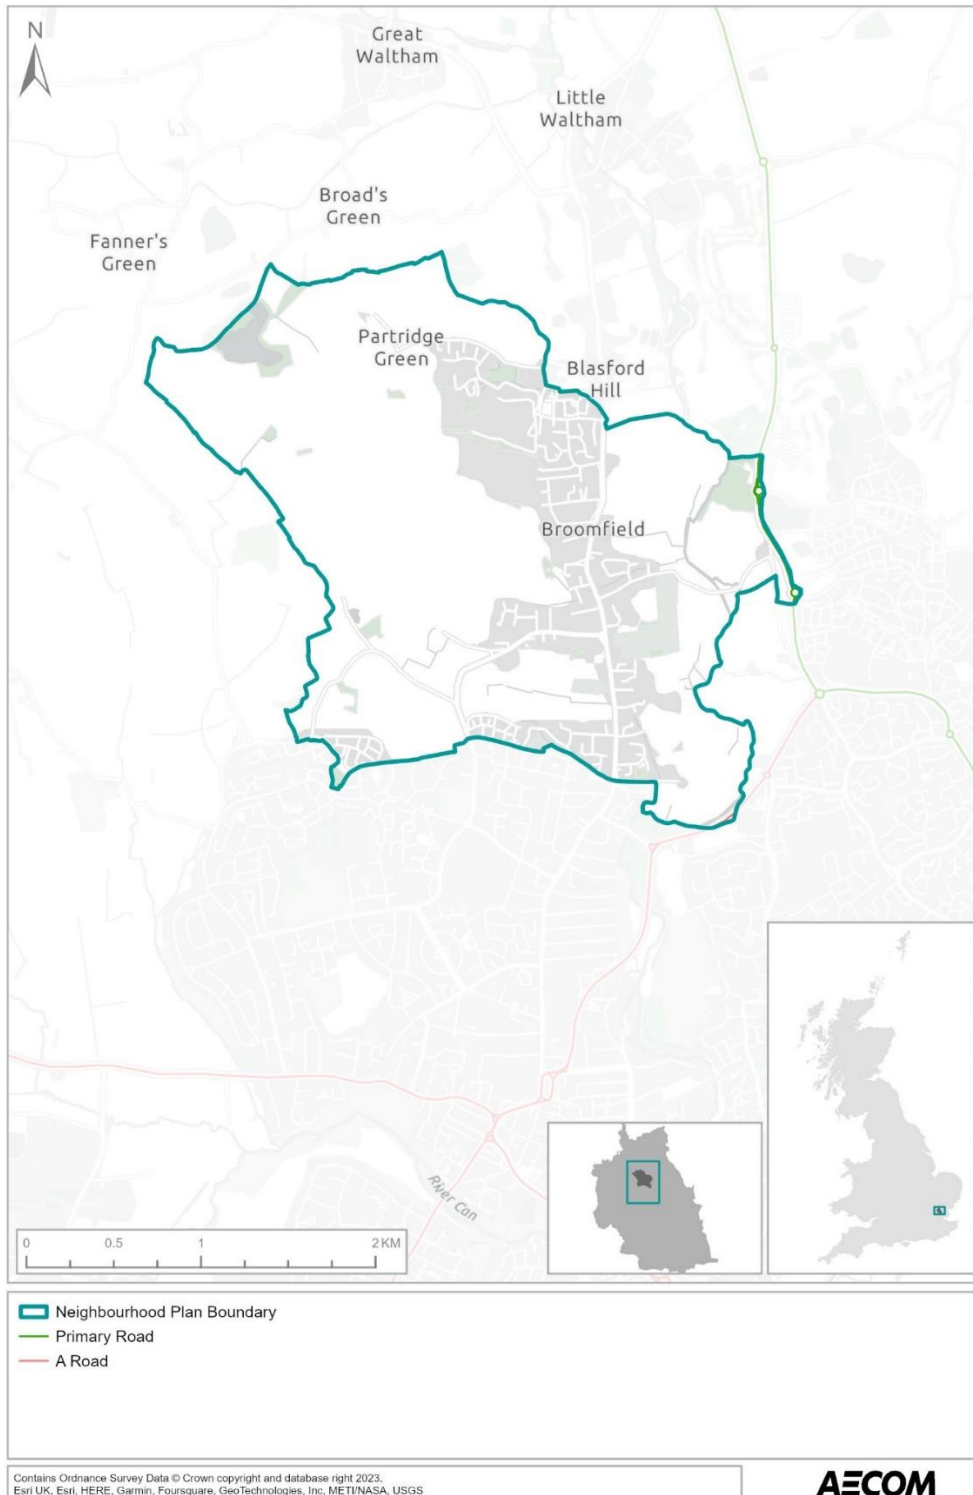 N
Great
Waltham
Little
Waltham
Broad's
Green
Fanner's
Green
Partridge
Green
Blasford
Hill
Broomfield
River Can
0 0.5 1 2 KM
Neighbourhood Plan Boundary
Primary Road
A Road
Contains Ordnance Survey Data © Crown copyright and database right 2023.
Esri UK, Esri, HERE, Garmin, Foursquare, GeoTechnologies, Inc, METI/NASA, USGS
AECOM